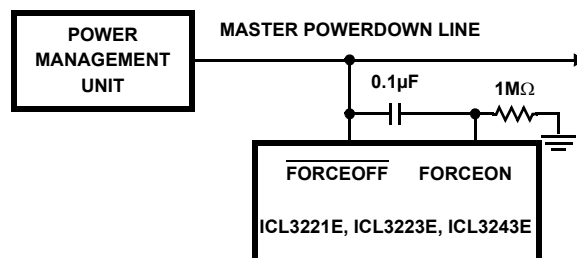 POWER
MANAGEMENT
UNIT
MASTER POWERDOWN LINE
0.1µF
1MΩ
FORCEOFF
FORCEON
ICL3221E, ICL3223E, ICL3243E